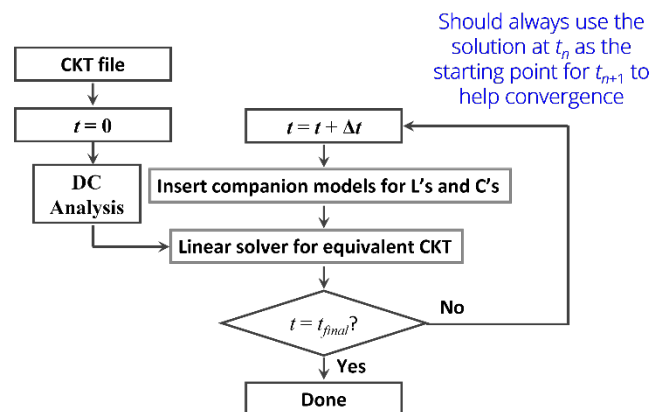 Should always use the
solution at tₙ as the
starting point for tₙ₊₁ to
help convergence
CKT file
t = 0
DC
Analysis
t = t + Δt
Insert companion models for L's and C's
Linear solver for equivalent CKT
t = t_final?
No
Yes
Done